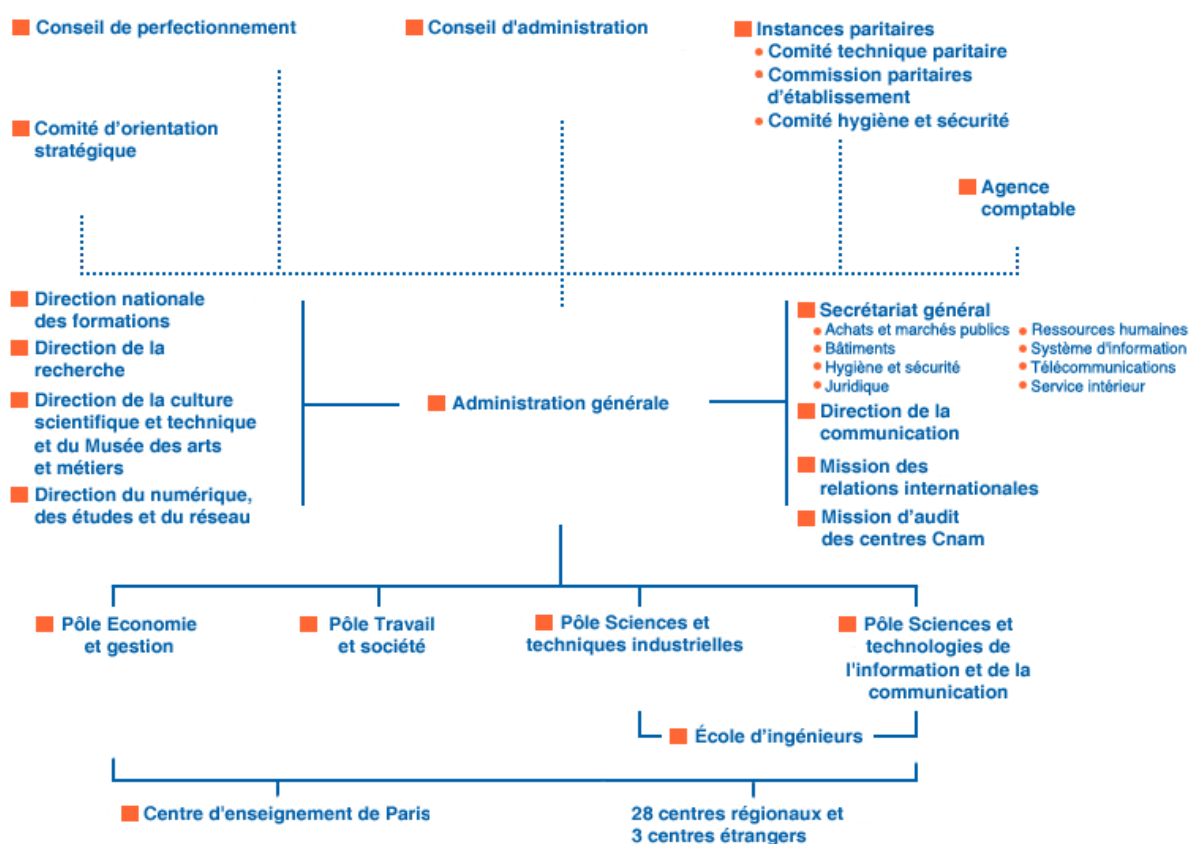 Conseil de perfectionnement
Conseil d'administration
Instances paritaires
Comité technique paritaire
Commission paritaires
d'établissement
Comité hygiène et sécurité
Comité d'orientation
stratégique
Agence
comptable
Direction nationale
des formations
Direction de la
recherche
Direction de la culture
scientifique et technique
et du Musée des arts
et métiers
Direction du numérique,
des études et du réseau
Administration générale
Secrétariat général
Achats et marchés publics
Bâtiments
Hygiène et sécurité
Juridique
Ressources humaines
Système d'information
Télécommunications
Service intérieur
Direction de la
communication
Mission des
relations internationales
Mission d'audit
des centres Cnam
Pôle Economie
et gestion
Pôle Travail
et société
Pôle Sciences et
techniques industrielles
Pôle Sciences et
technologies de
l'information et de la
communication
École d'ingénieurs
Centre d'enseignement de Paris
28 centres régionaux et
3 centres étrangers